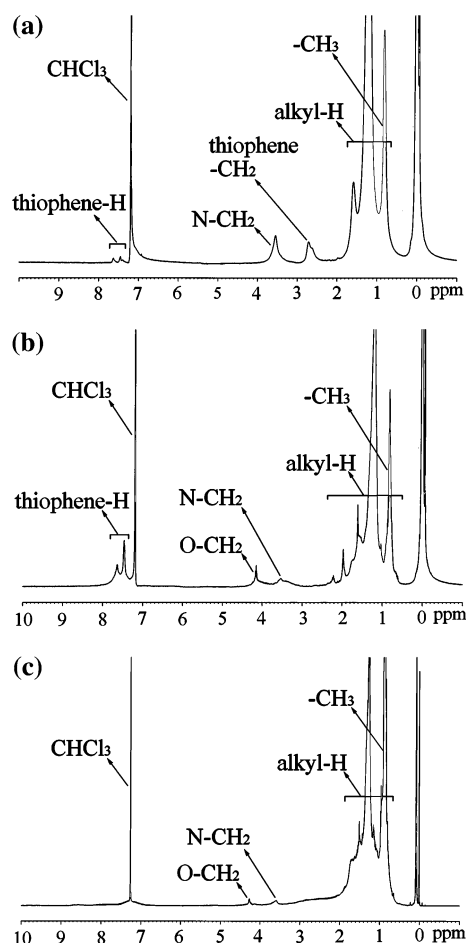 (a)
CHCl3
-CH3
alkyl-H
thiophene
-CH2
thiophene-H
N-CH2
9 8 7 6 5 4 3 2 1 0 ppm
(b)
CHCl3
-CH3
alkyl-H
thiophene-H
N-CH2
O-CH2
10 9 8 7 6 5 4 3 2 1 0 ppm
(c)
-CH3
CHCl3
alkyl-H
N-CH2
O-CH2
10 9 8 7 6 5 4 3 2 1 0 ppm